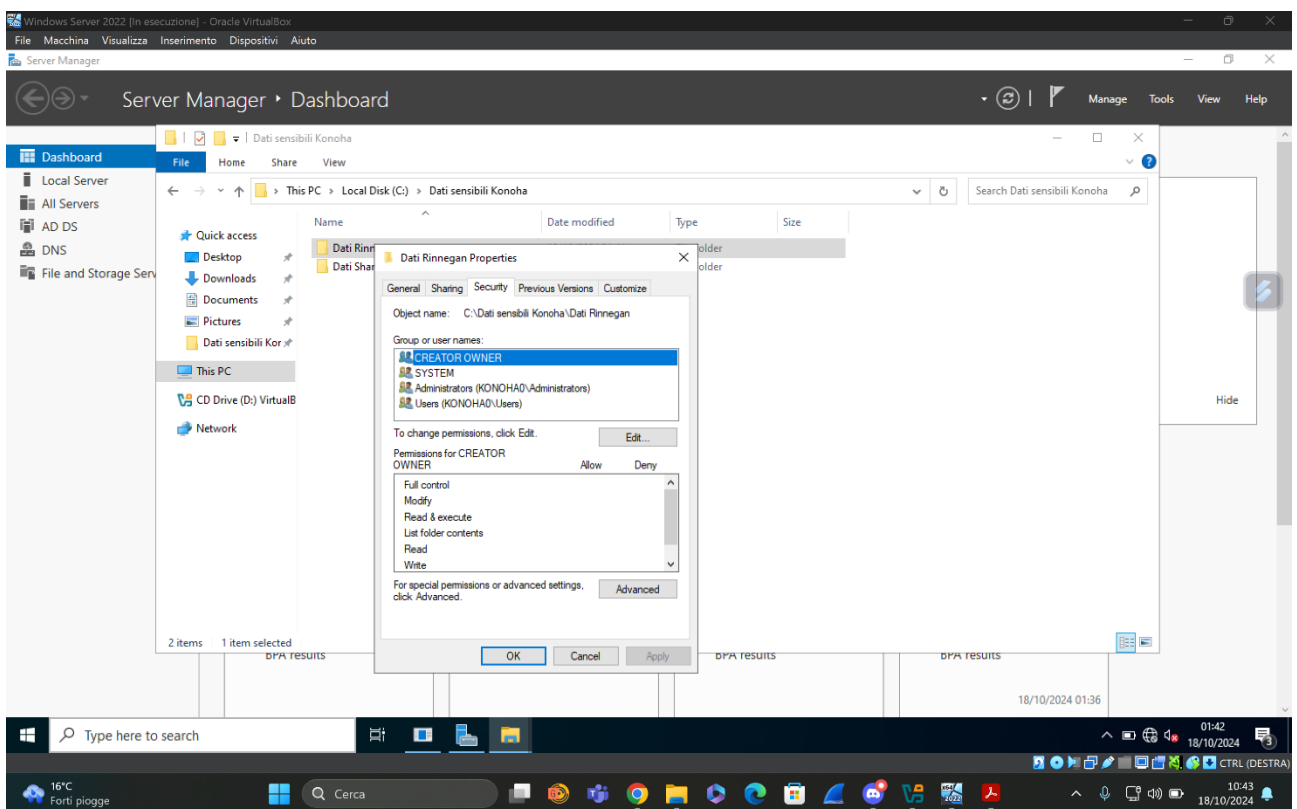 Windows Server 2022 [In esecuzione] - Oracle VirtualBox
File Macchina Visualizza Inserimento Dispositivi Aiuto
Server Manager
Server Manager • Dashboard
Manage Tools View Help
Dati sensibili Konoha
Dashboard
Local Server
All Servers
AD DS
DNS
File and Storage Serv
File Home Share View
This PC > Local Disk (C:) > Dati sensibili Konoha
Search Dati sensibili Konoha
Name Date modified Type Size
Quick access
Desktop
Downloads
Documents
Pictures
Dati sensibili Kor
This PC
CD Drive (D:) VirtualB
Network
Dati Rinn
older
Dati Shar
older
Dati Rinnegan Properties
General Sharing Security Previous Versions Customize
Object name: C:\Dati sensibili Konoha\Dati Rinnegan
Group or user names:
CREATOR OWNER
SYSTEM
Administrators (KONOHA0\Administrators)
Users (KONOHA0\Users)
To change permissions, click Edit.
Edit...
Permissions for CREATOR
OWNER Allow Deny
Full control
Modify
Read & execute
List folder contents
Read
Write
For special permissions or advanced settings,
click Advanced.
Advanced
OK Cancel Apply
Hide
2 items 1 item selected
BPA results
BPA results
BPA results
18/10/2024 01:36
Type here to search
01:42
18/10/2024
3
CTRL (DESTRA)
16°C
Forti piogge
Cerca
x64
2022
10:43
18/10/2024